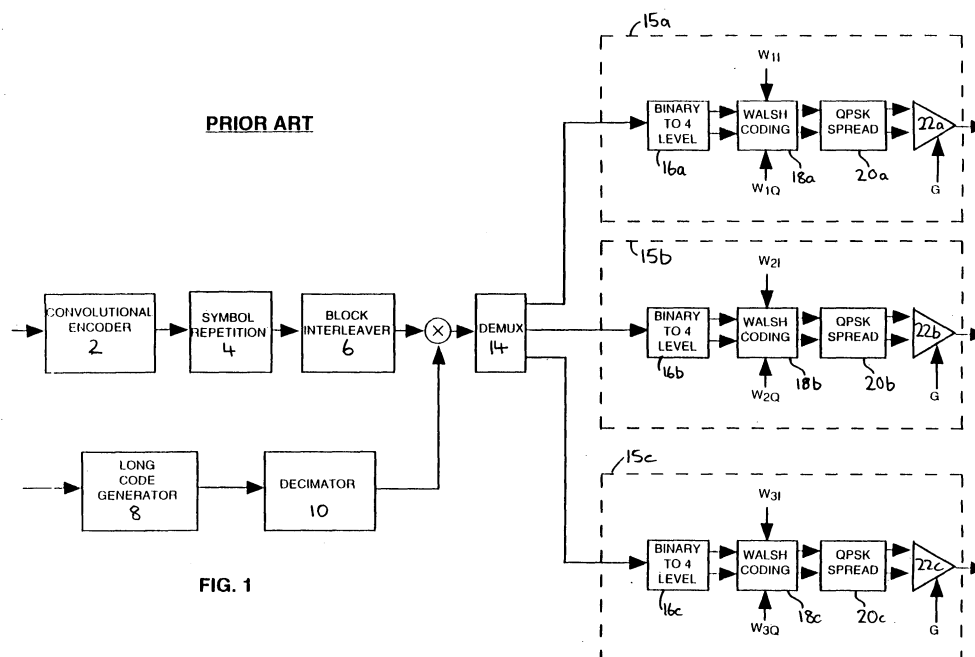 15a
W1I
PRIOR ART
BINARY
TO 4
LEVEL
16a
WALSH
CODING
18a
QPSK
SPREAD
20a
22a
W1Q
G
15b
W2I
CONVOLUTIONAL
ENCODER
2
SYMBOL
REPETITION
4
BLOCK
INTERLEAVER
6
×
DEMUX
14
BINARY
TO 4
LEVEL
16b
WALSH
CODING
18b
QPSK
SPREAD
20b
22b
W2Q
G
LONG
CODE
GENERATOR
8
DECIMATOR
10
15c
W3I
BINARY
TO 4
LEVEL
16c
WALSH
CODING
18c
QPSK
SPREAD
20c
22c
W3Q
G
FIG. 1